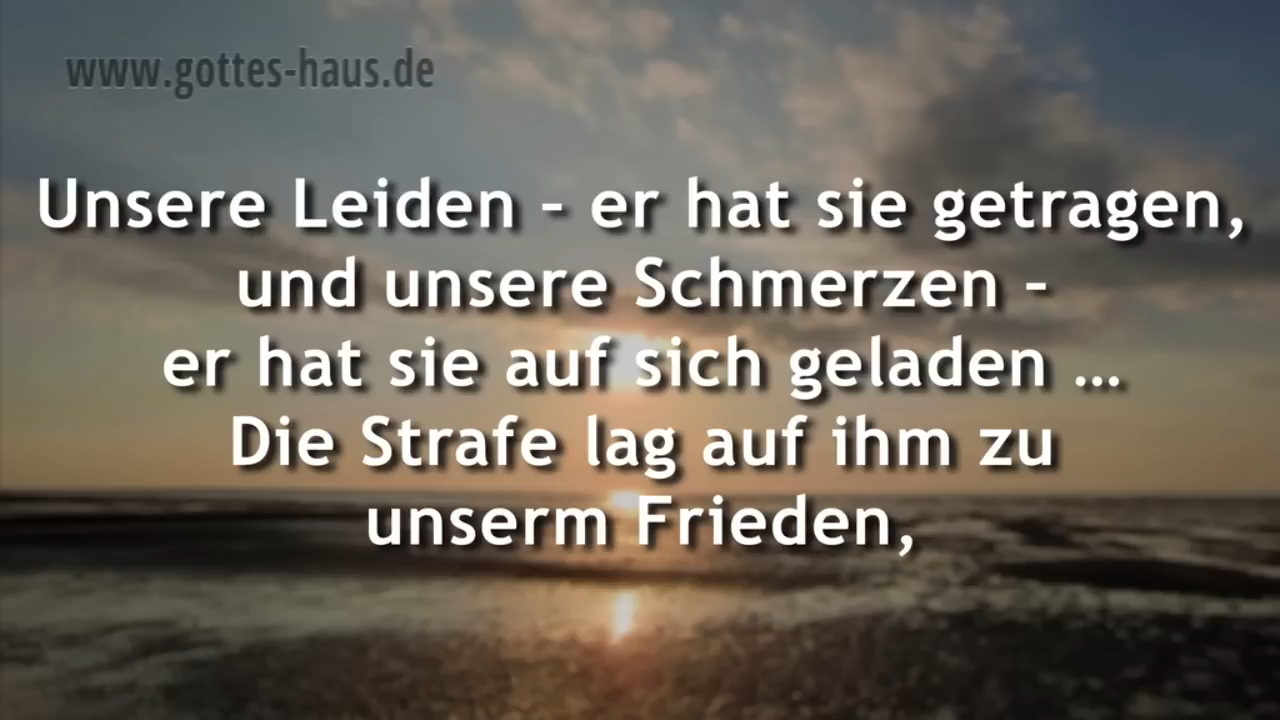 www.gottes-haus.de
Unsere Leiden – er hat sie getragen,
und unsere Schmerzen –
er hat sie auf sich geladen ...
Die Strafe lag auf ihm zu
unserm Frieden,